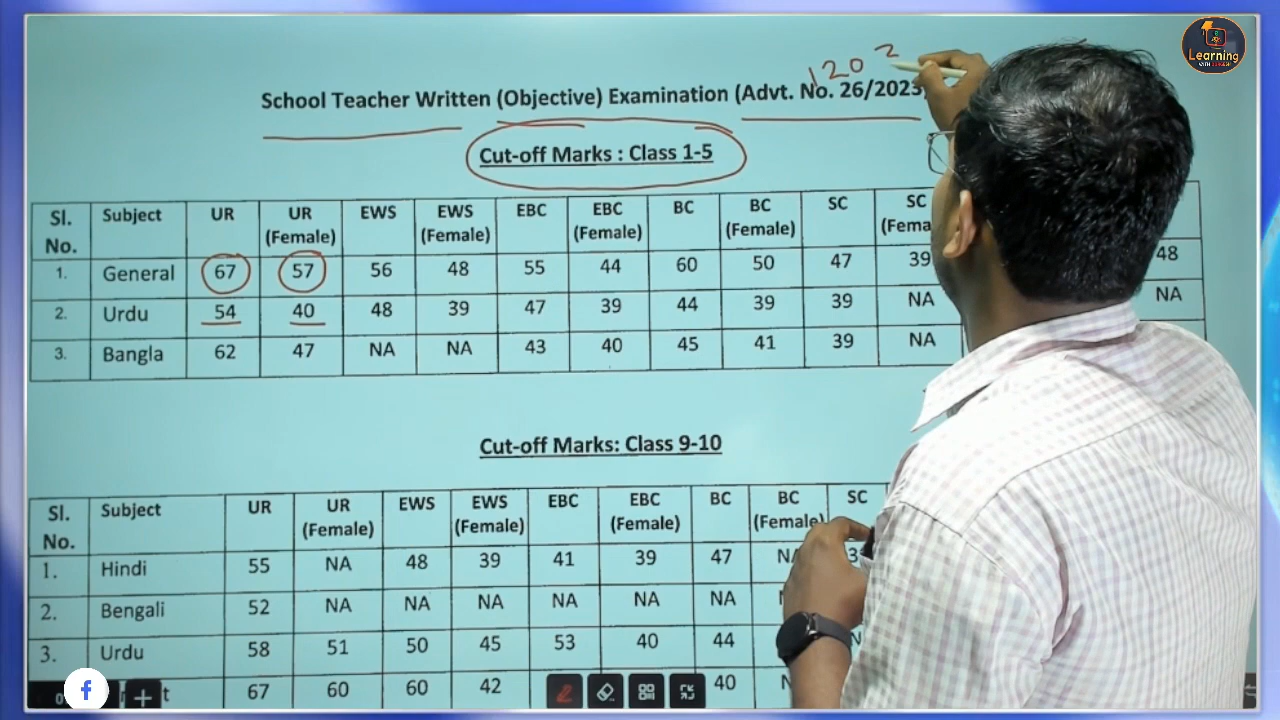 Learning
120 2
School Teacher Written (Objective) Examination (Advt. No. 26/2023
Cut-off Marks : Class 1-5
Sl. No. Subject UR UR (Female) EWS EWS (Female) EBC EBC (Female) BC BC (Female) SC SC
1. General 67 57 56 48 55 44 60 50 47 39 48
2. Urdu 54 40 48 39 47 39 44 39 39 NA NA
3. Bangla 62 47 NA NA 43 40 45 41 39 NA
Cut-off Marks: Class 9-10
Sl. No. Subject UR UR (Female) EWS EWS (Female) EBC EBC (Female) BC BC (Female) SC
1. Hindi 55 NA 48 39 41 39 47
2. Bengali 52 NA NA NA NA NA NA
3. Urdu 58 51 50 45 53 40 44
67 60 60 42 40
f